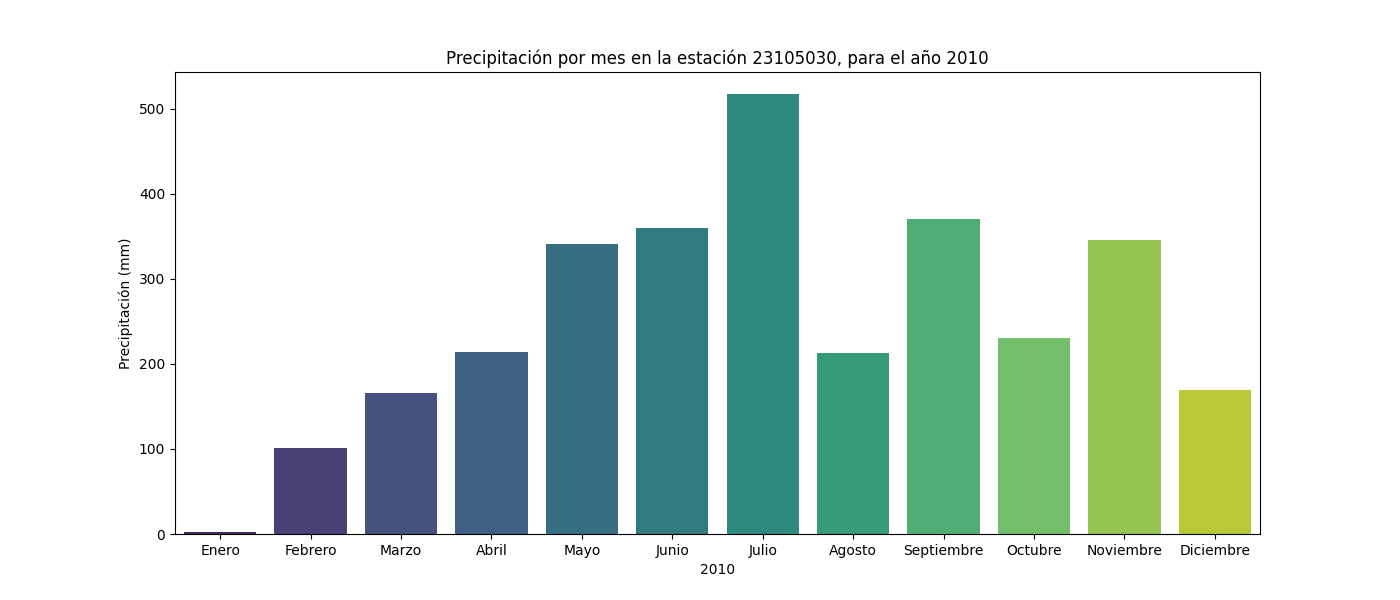 Precipitación por mes en la estación 23105030, para el año 2010
Precipitación (mm)
500
400
300
200
100
0
Enero Febrero Marzo Abril Mayo Junio Julio Agosto Septiembre Octubre Noviembre Diciembre
2010